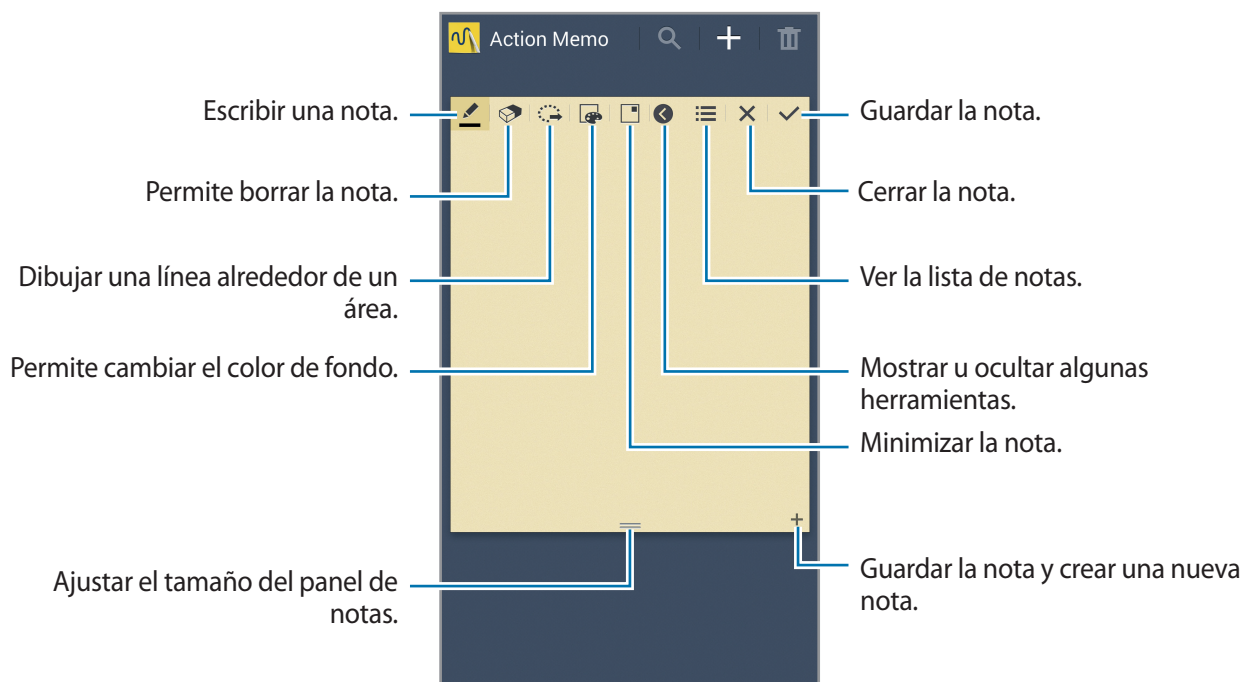 Action Memo
Escribir una nota.
Permite borrar la nota.
Dibujar una línea alrededor de un
área.
Permite cambiar el color de fondo.
Ajustar el tamaño del panel de
notas.
Guardar la nota.
Cerrar la nota.
Ver la lista de notas.
Mostrar u ocultar algunas
herramientas.
Minimizar la nota.
Guardar la nota y crear una nueva
nota.